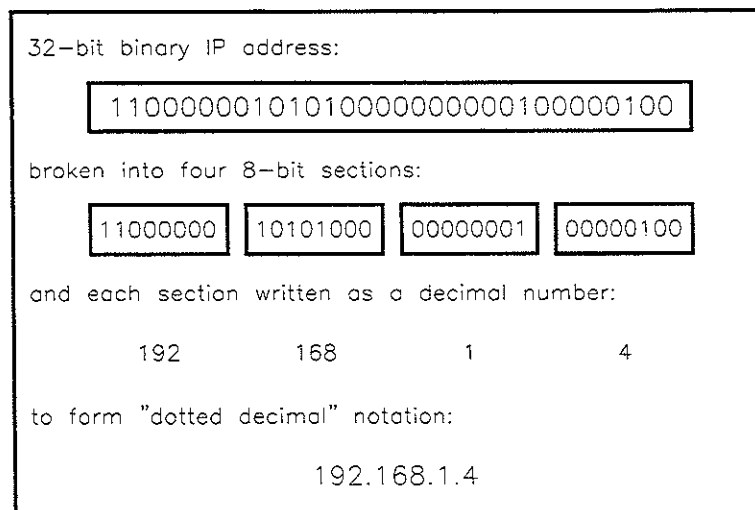 32-bit binary IP address:
11000000101010000000000100000100
broken into four 8-bit sections:
11000000 10101000 00000001 00000100
and each section written as a decimal number:
192 168 1 4
to form "dotted decimal" notation:
192.168.1.4